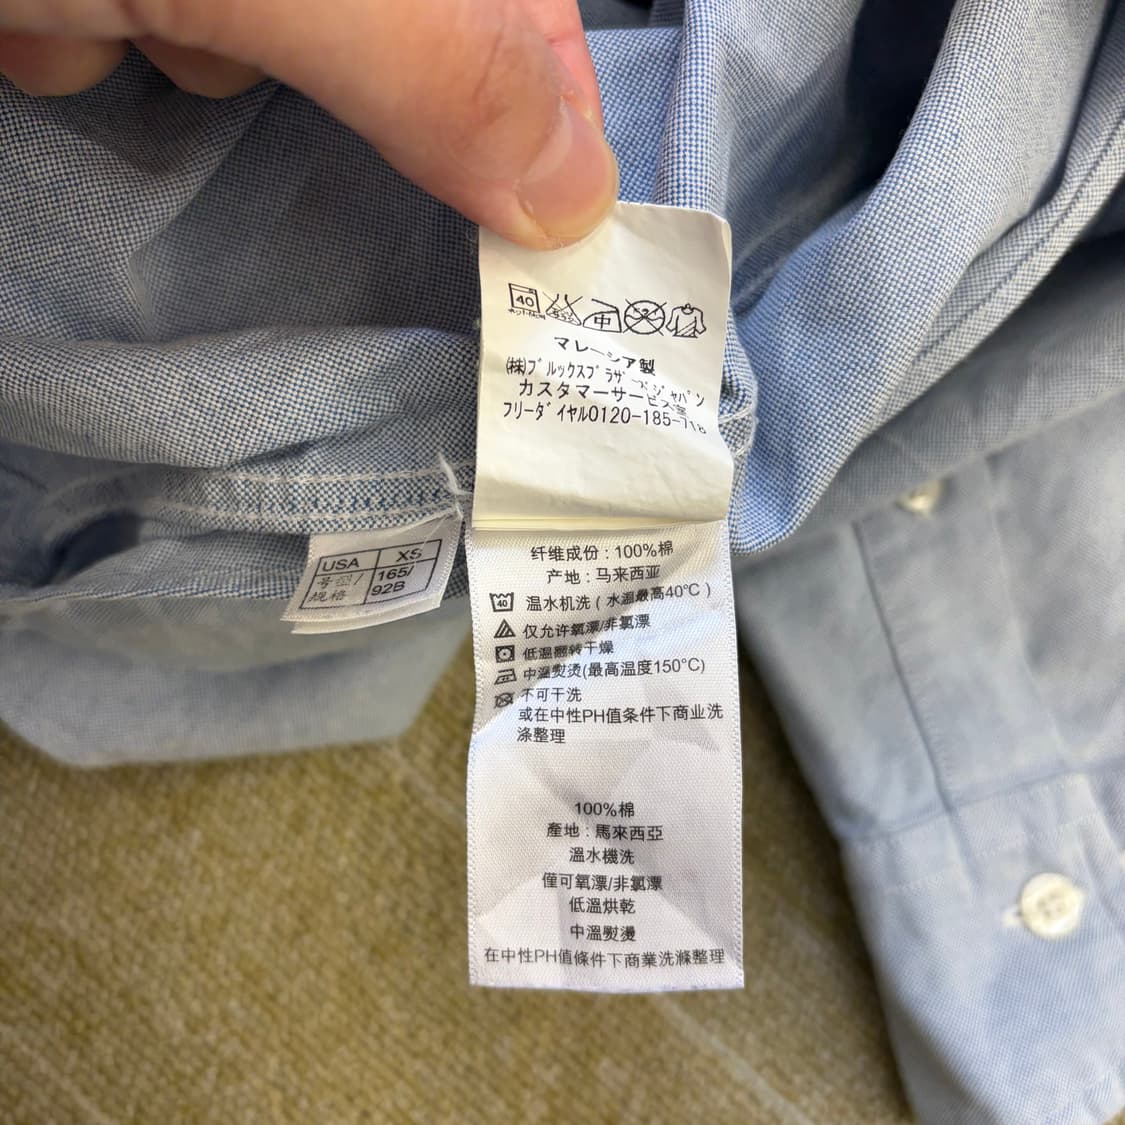 40
マレーシア製
(株)ブルックスブラザーズジャパン
カスタマーサービス室
フリーダイヤル0120-185-718
USA XS
号型/ 165/
规格 92B
纤维成份 : 100%棉
产地 : 马来西亚
40 温水机洗 ( 水温最高40°C )
仅允许氧漂/非氯漂
低温翻转干燥
中温熨烫(最高温度150°C)
不可干洗
或在中性PH值条件下商业洗
涤整理
100%棉
產地 : 馬來西亞
溫水機洗
僅可氧漂/非氯漂
低溫烘乾
中溫熨燙
在中性PH值條件下商業洗滌整理